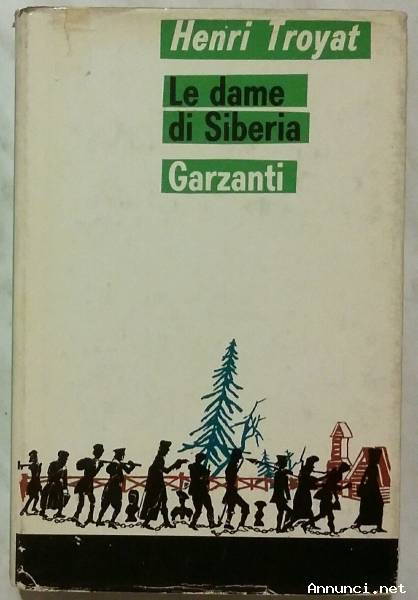 Henri Troyat
Le dame
di Siberia
Garzanti
Annunci.net